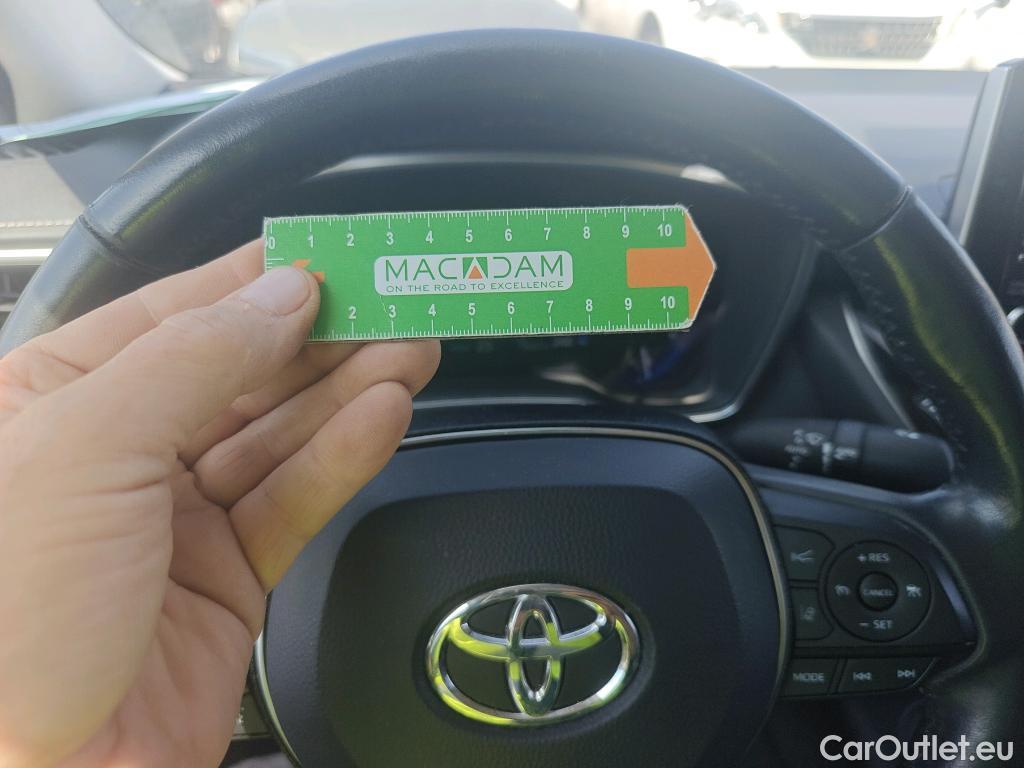 0 1 2 3 4 5 6 7 8 9 10
MACADAM
ON THE ROAD TO EXCELLENCE
2 3 4 5 6 7 8 9 10
+ RES
CANCEL
- SET
MODE
CarOutlet.eu